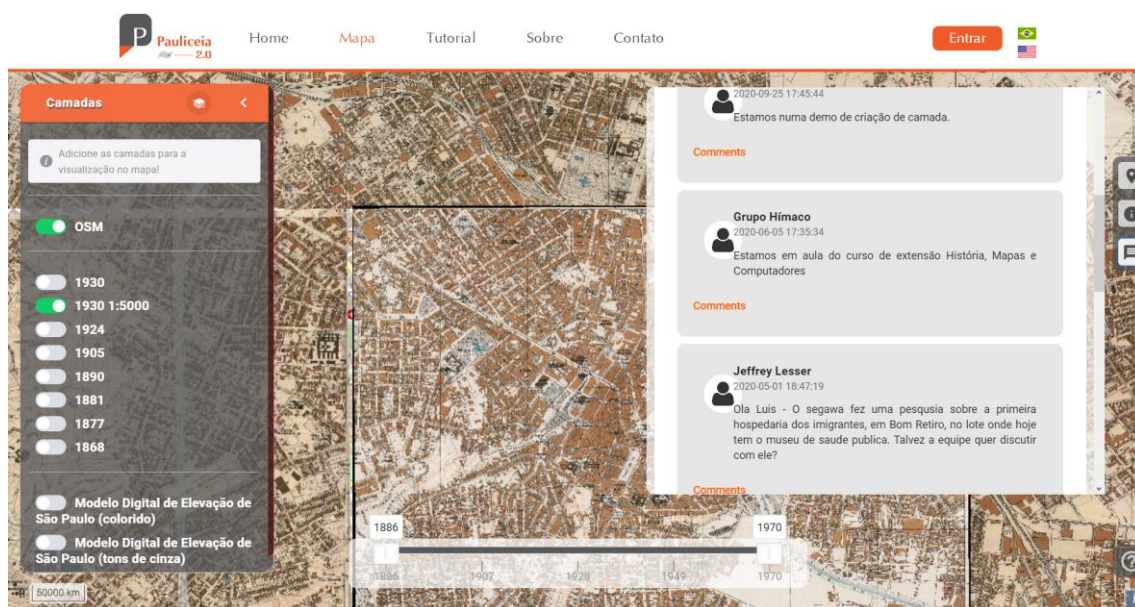 P Pauliceia
2.0
Home
Mapa
Tutorial
Sobre
Contato
Entrar
Camadas
Adicione as camadas para a
visualização no mapa!
OSM
1930
1930 1:5000
1924
1905
1890
1881
1877
1868
Modelo Digital de Elevação de
São Paulo (colorido)
Modelo Digital de Elevação de
São Paulo (tons de cinza)
50000 km
1886
1970
1886
1907
1928
1949
1970
2020-09-25 17:45:44
Estamos numa demo de criação de camada.
Comments
Grupo Hímaco
2020-06-05 17:35:34
Estamos em aula do curso de extensão História, Mapas e
Computadores
Comments
Jeffrey Lesser
2020-05-01 18:47:19
Ola Luis - O segawa fez uma pesqusia sobre a primeira
hospedaria dos imigrantes, em Bom Retiro, no lote onde hoje
tem o museu de saude publica. Talvez a equipe quer discutir
com ele?
Comments